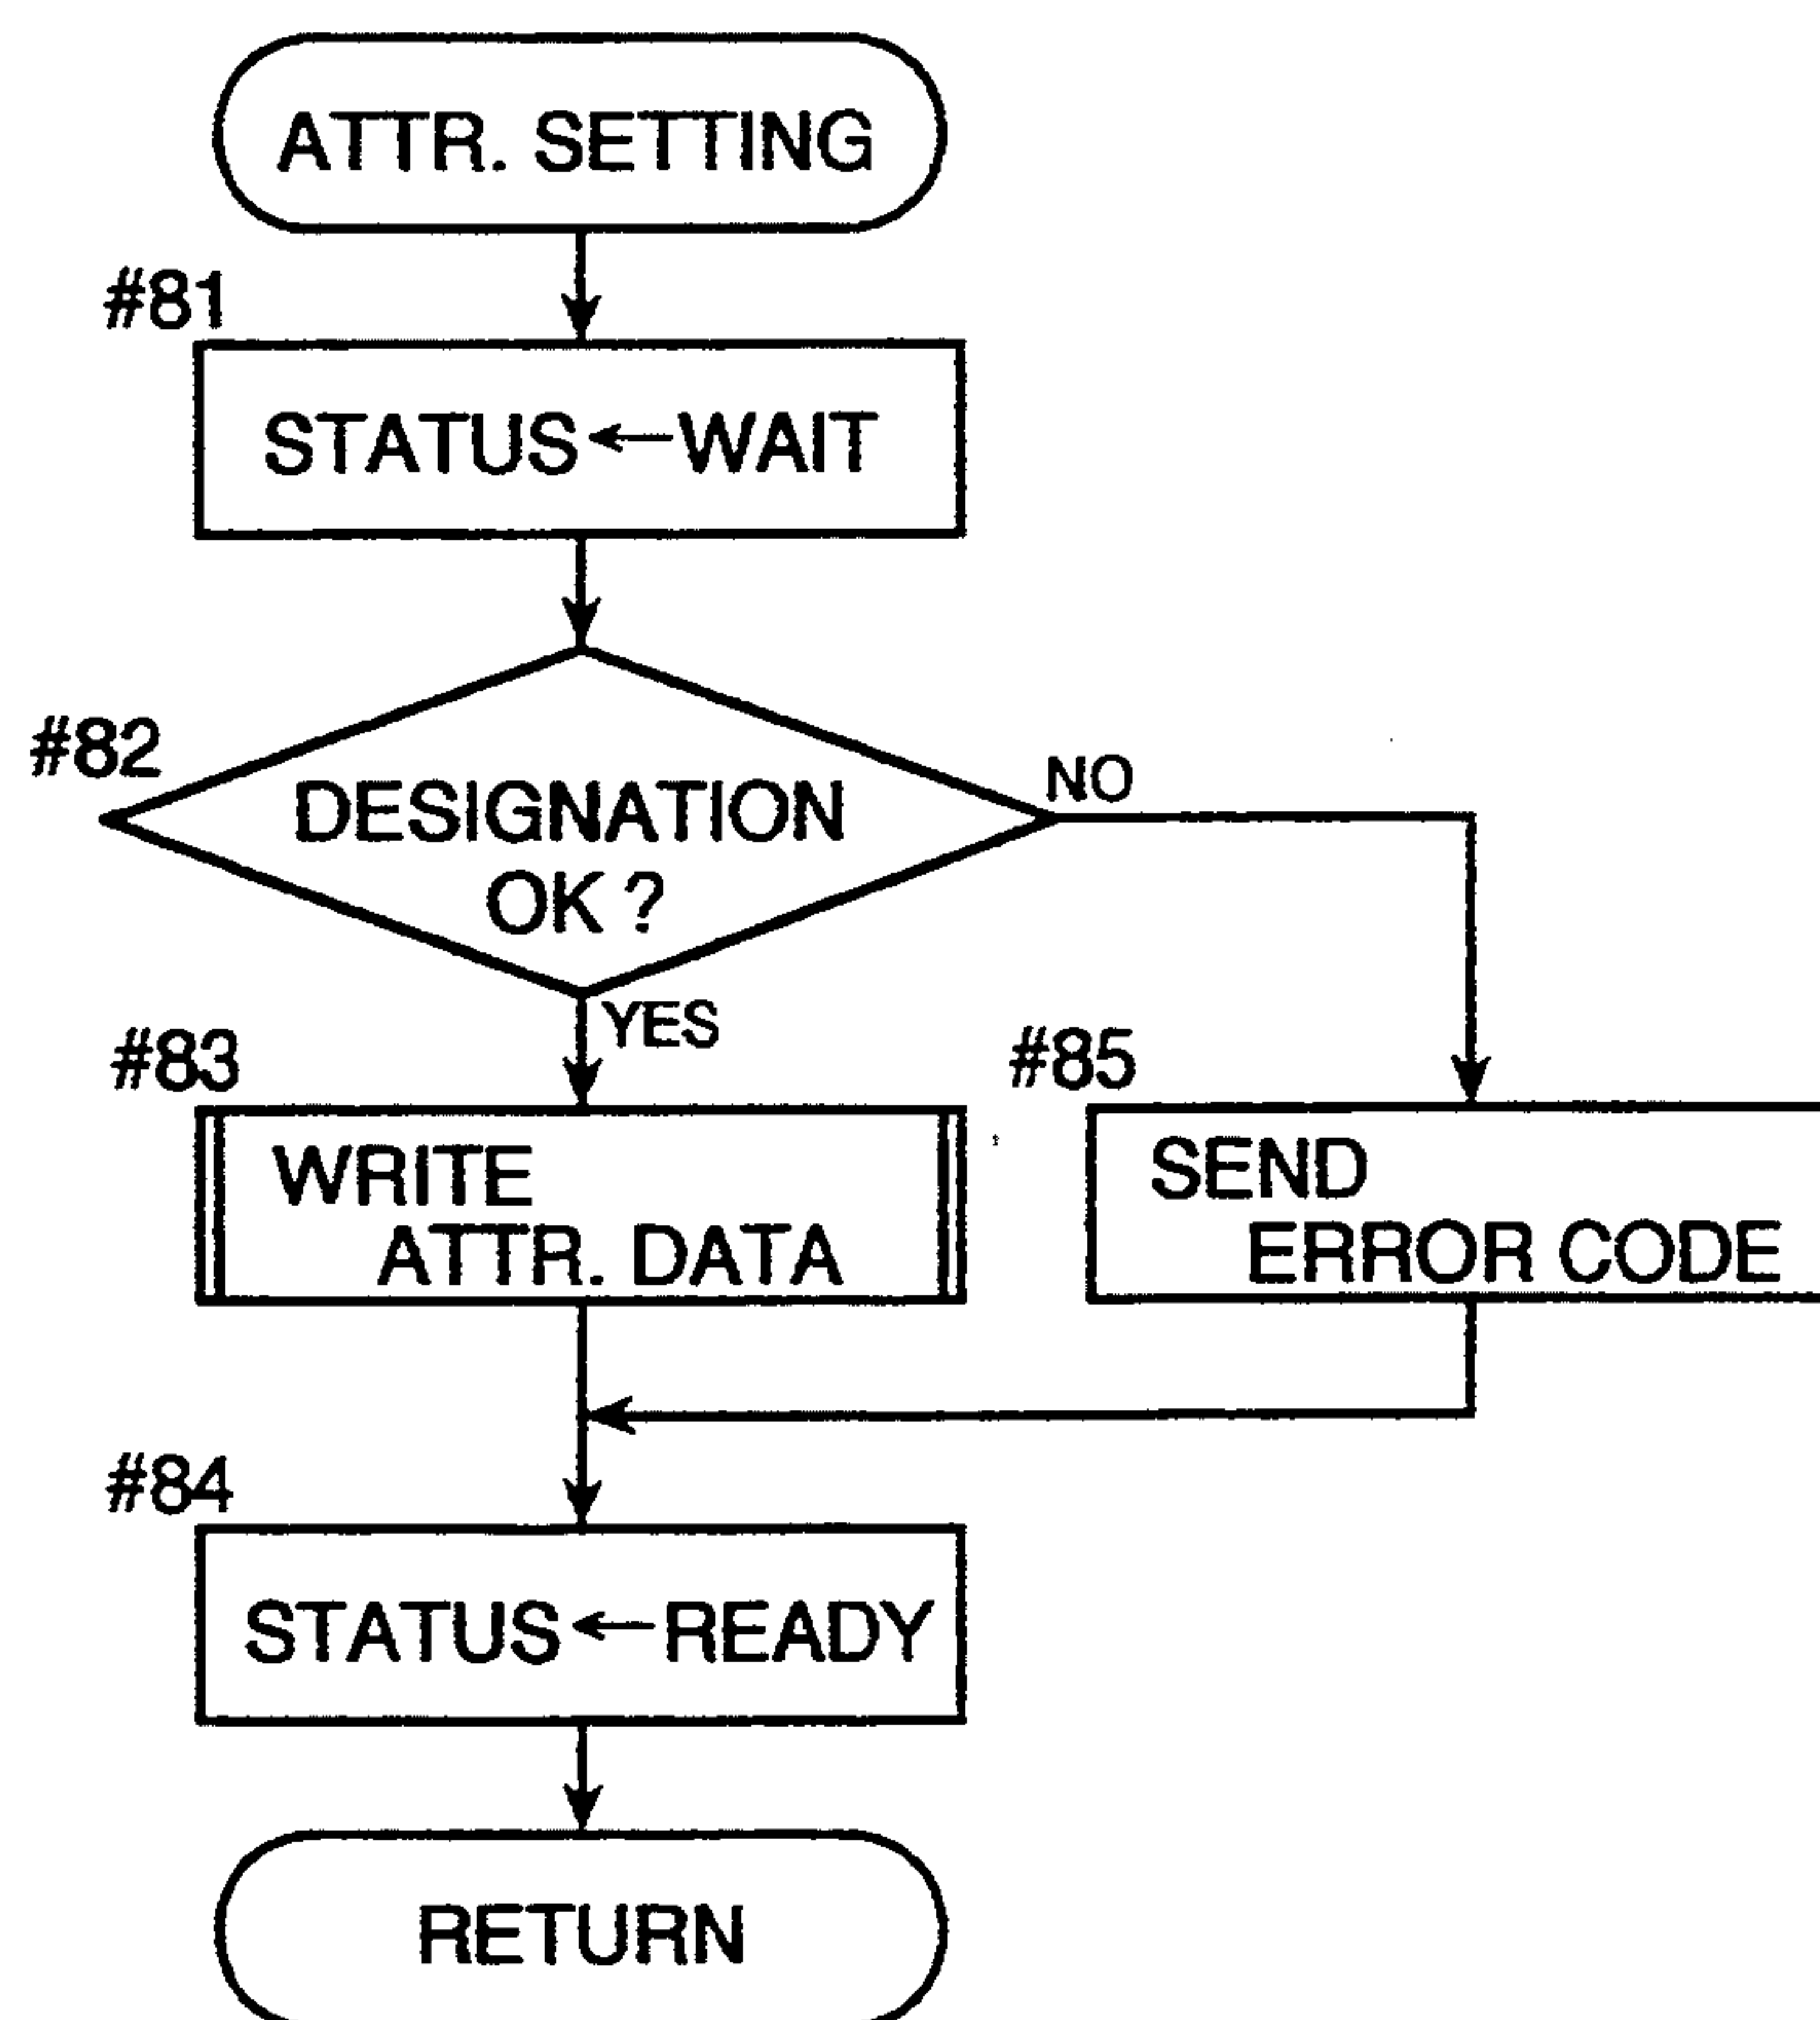 ATTR. SETTING
#81
STATUS←WAIT
#82
DESIGNATION
OK ?
NO
YES
#83
WRITE
ATTR. DATA
#85
SEND
ERROR CODE
#84
STATUS←READY
RETURN